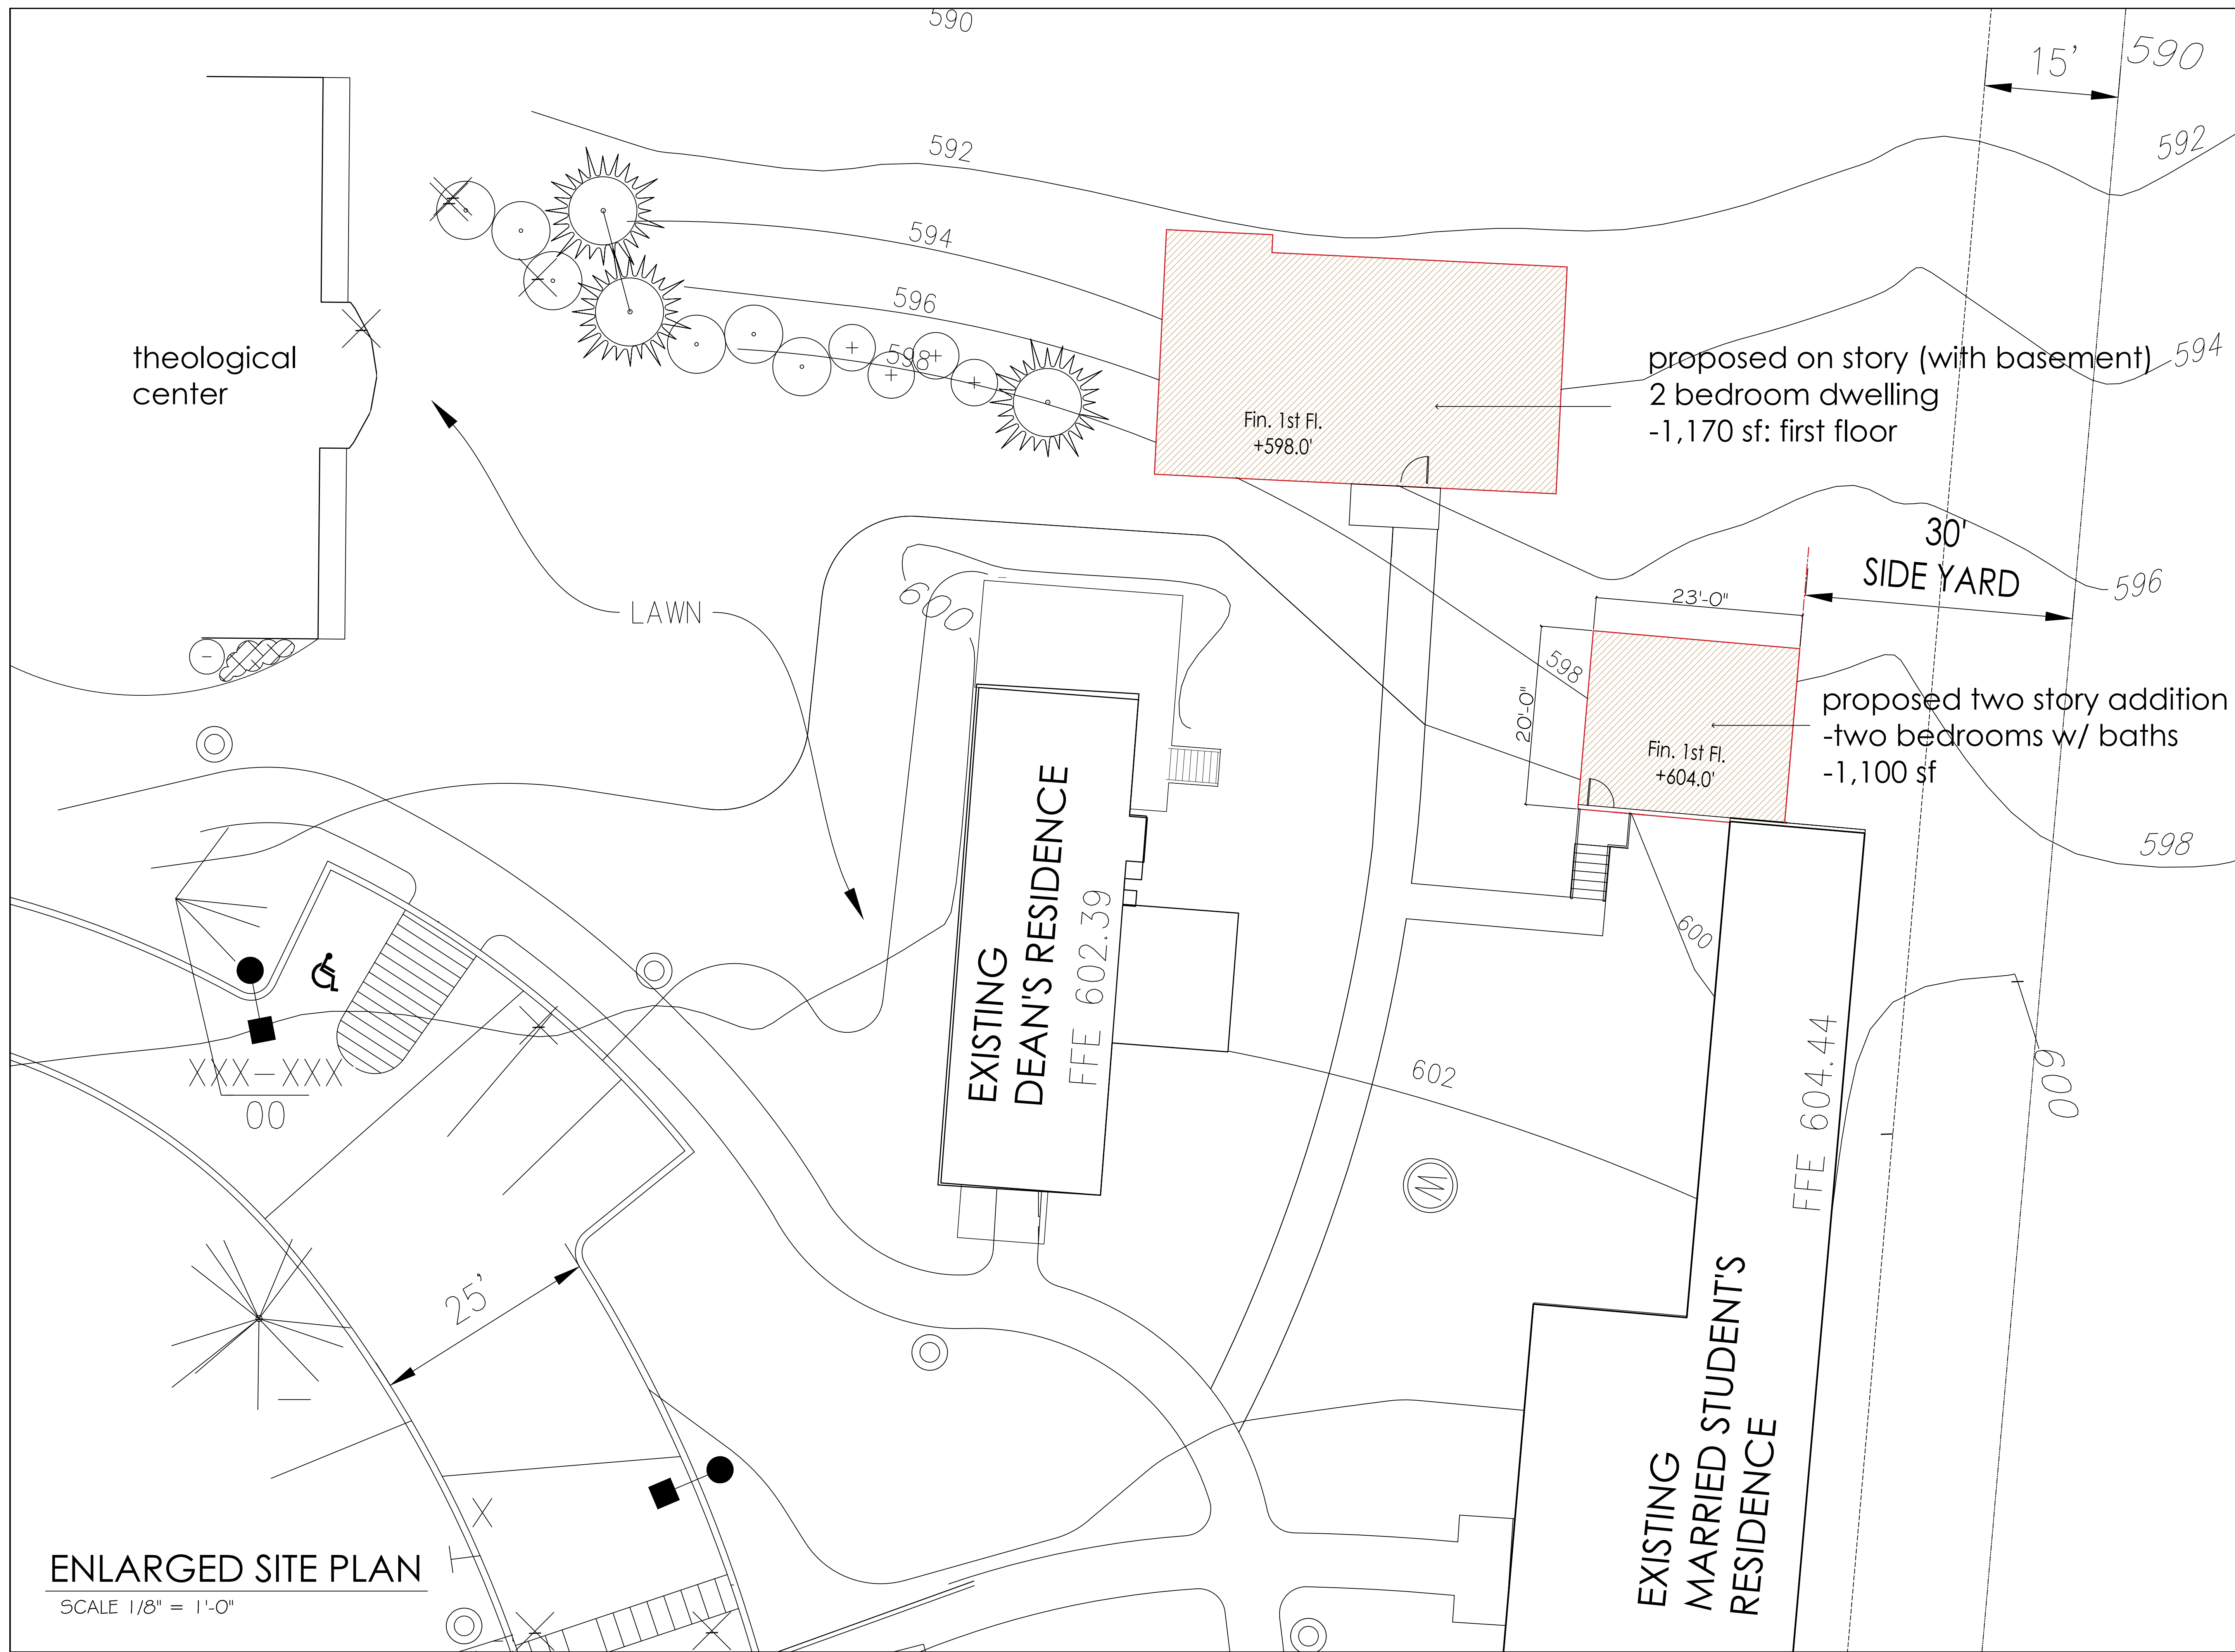 590
15’
590
592
592
594
596
598
594
theological
center
proposed on story (with basement)
2 bedroom dwelling
-1,170 sf: first floor
Fin. 1st Fl.
+598.0'
30'
SIDE YARD
596
23'-0"
LAWN
600
598
20'-0"
proposed two story addition
-two bedrooms w/ baths
-1,100 sf
Fin. 1st Fl.
+604.0'
598
EXISTING
DEAN'S RESIDENCE
FFE 602.39
600
602
600
XXX-XXX
00
M
FFE 604.44
25’
EXISTING
MARRIED STUDENT'S
RESIDENCE
ENLARGED SITE PLAN
SCALE 1/8" = 1'-0"